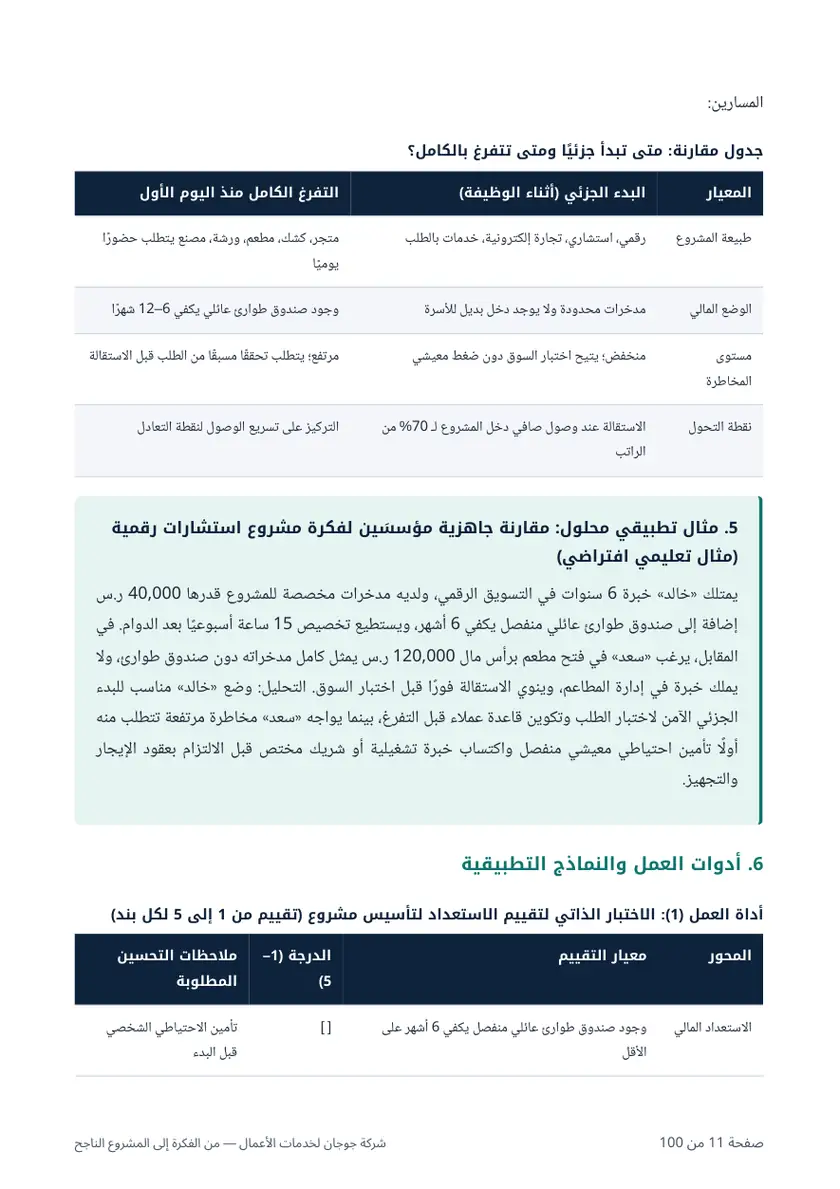 المسارين:
جدول مقارنة: متى تبدأ جزئيًا ومتى تتفرغ بالكامل؟
المعيار
البدء الجزئي (أثناء الوظيفة)
التفرغ الكامل منذ اليوم الأول
طبيعة المشروع
رقمي، استشاري، تجارة إلكترونية، خدمات بالطلب
متجر، كشك، مطعم، ورشة، مصنع يتطلب حضورًا
يوميًا
الوضع المالي
مدخرات محدودة ولا يوجد دخل بديل للأسرة
وجود صندوق طوارئ عائلي يكفي 6–12 شهرًا
مستوى
المخاطرة
منخفض؛ يتيح اختبار السوق دون ضغط معيشي
مرتفع؛ يتطلب تحققًا مسبقًا من الطلب قبل الاستقالة
نقطة التحول
الاستقالة عند وصول صافي دخل المشروع لـ 70% من
الراتب
التركيز على تسريع الوصول لنقطة التعادل
5. مثال تطبيقي محلول: مقارنة جاهزية مؤسسَين لفكرة مشروع استشارات رقمية
(مثال تعليمي افتراضي)
يمتلك «خالد» خبرة 6 سنوات في التسويق الرقمي، ولديه مدخرات مخصصة للمشروع قدرها 40,000 ر.س
إضافة إلى صندوق طوارئ عائلي منفصل يكفي 6 أشهر، ويستطيع تخصيص 15 ساعة أسبوعيًا بعد الدوام. في
المقابل، يرغب «سعد» في فتح مطعم برأس مال 120,000 ر.س يمثل كامل مدخراته دون صندوق طوارئ، ولا
يملك خبرة في إدارة المطاعم، وينوي الاستقالة فورًا قبل اختبار السوق. التحليل: وضع «خالد» مناسب للبدء
الجزئي الآمن لاختبار الطلب وتكوين قاعدة عملاء قبل التفرغ، بينما يواجه «سعد» مخاطرة مرتفعة تتطلب منه
أولًا تأمين احتياطي معيشي منفصل واكتساب خبرة تشغيلية أو شريك مختص قبل الالتزام بعقود الإيجار
والتجهيز.
6. أدوات العمل والنماذج التطبيقية
أداة العمل (1): الاختبار الذاتي لتقييم الاستعداد لتأسيس مشروع (تقييم من 1 إلى 5 لكل بند)
المحور
معيار التقييم
الدرجة (1–
5)
ملاحظات التحسين
المطلوبة
الاستعداد المالي
وجود صندوق طوارئ عائلي منفصل يكفي 6 أشهر على
الأقل
[ ]
تأمين الاحتياطي الشخصي
قبل البدء
صفحة 11 من 100
شركة جوجان لخدمات الأعمال — من الفكرة إلى المشروع الناجح